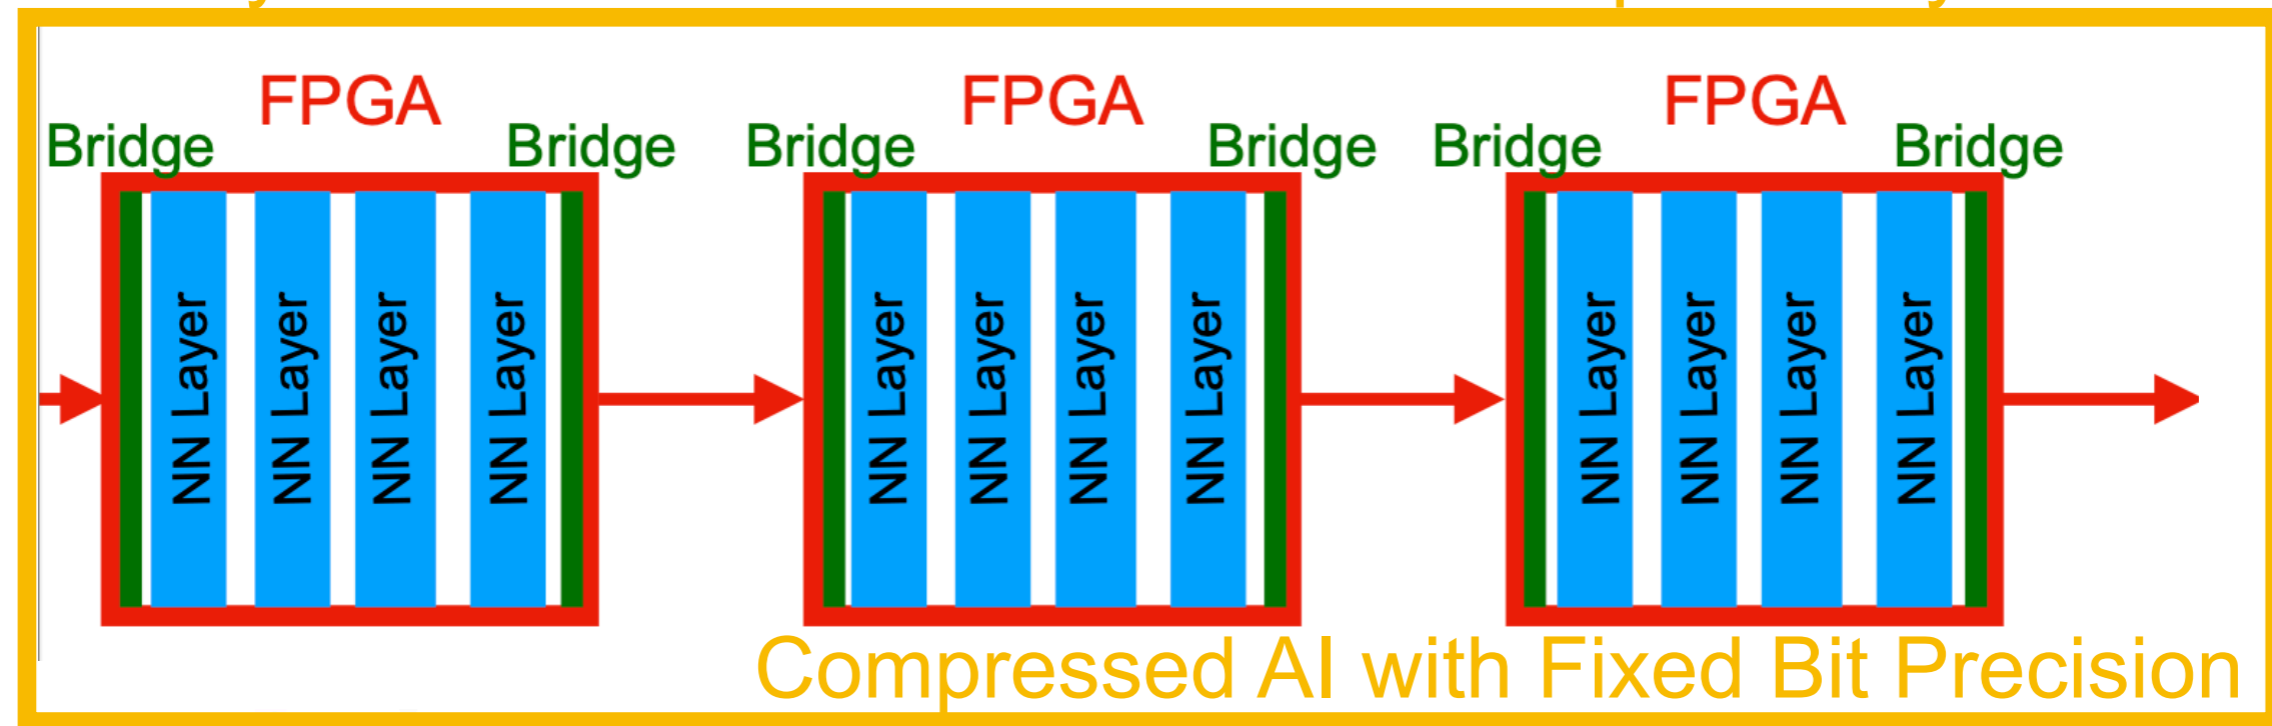 FPGA FPGA FPGA
Bridge Bridge Bridge Bridge Bridge Bridge
NN Layer NN Layer NN Layer NN Layer NN Layer NN Layer NN Layer NN Layer NN Layer NN Layer NN Layer NN Layer
Compressed AI with Fixed Bit Precision